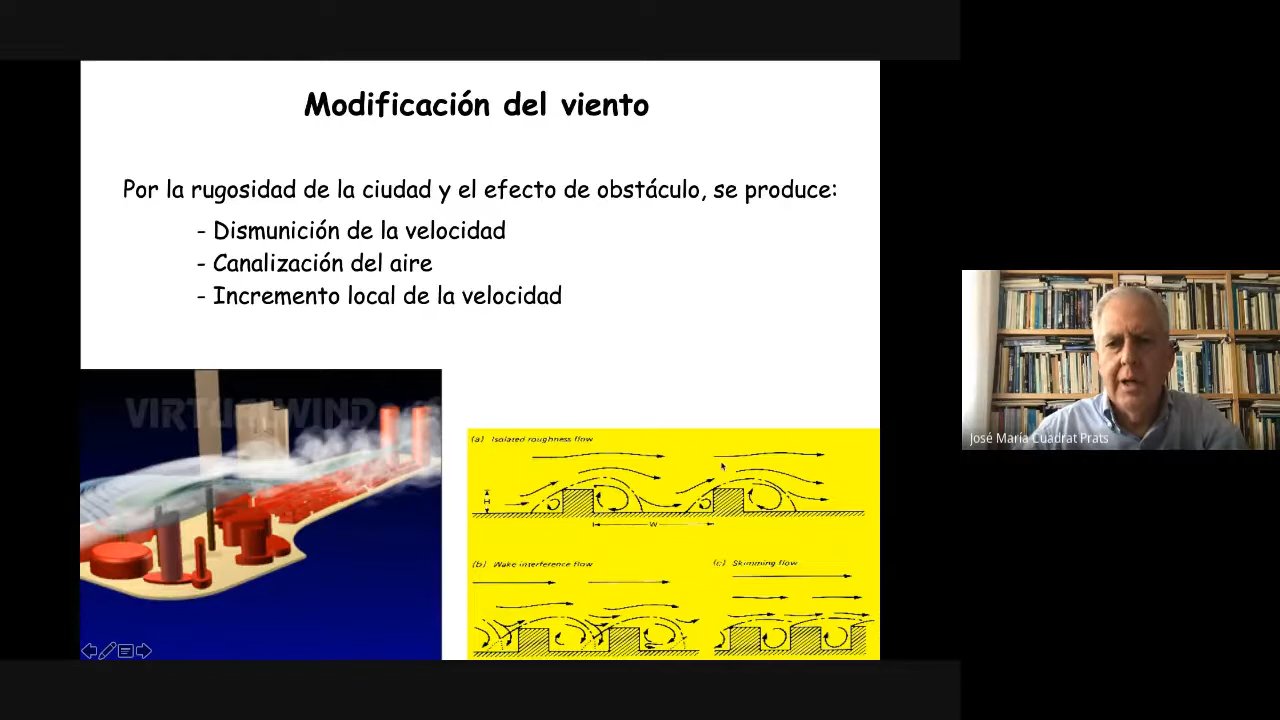 Modificación del viento
Por la rugosidad de la ciudad y el efecto de obstáculo, se produce:
- Dismunición de la velocidad
- Canalización del aire
- Incremento local de la velocidad
VIRTUALWIND
(a) Isolated roughness flow
H
W
(b) Wake interference flow
(c) Skimming flow
José María Cuadrat Prats